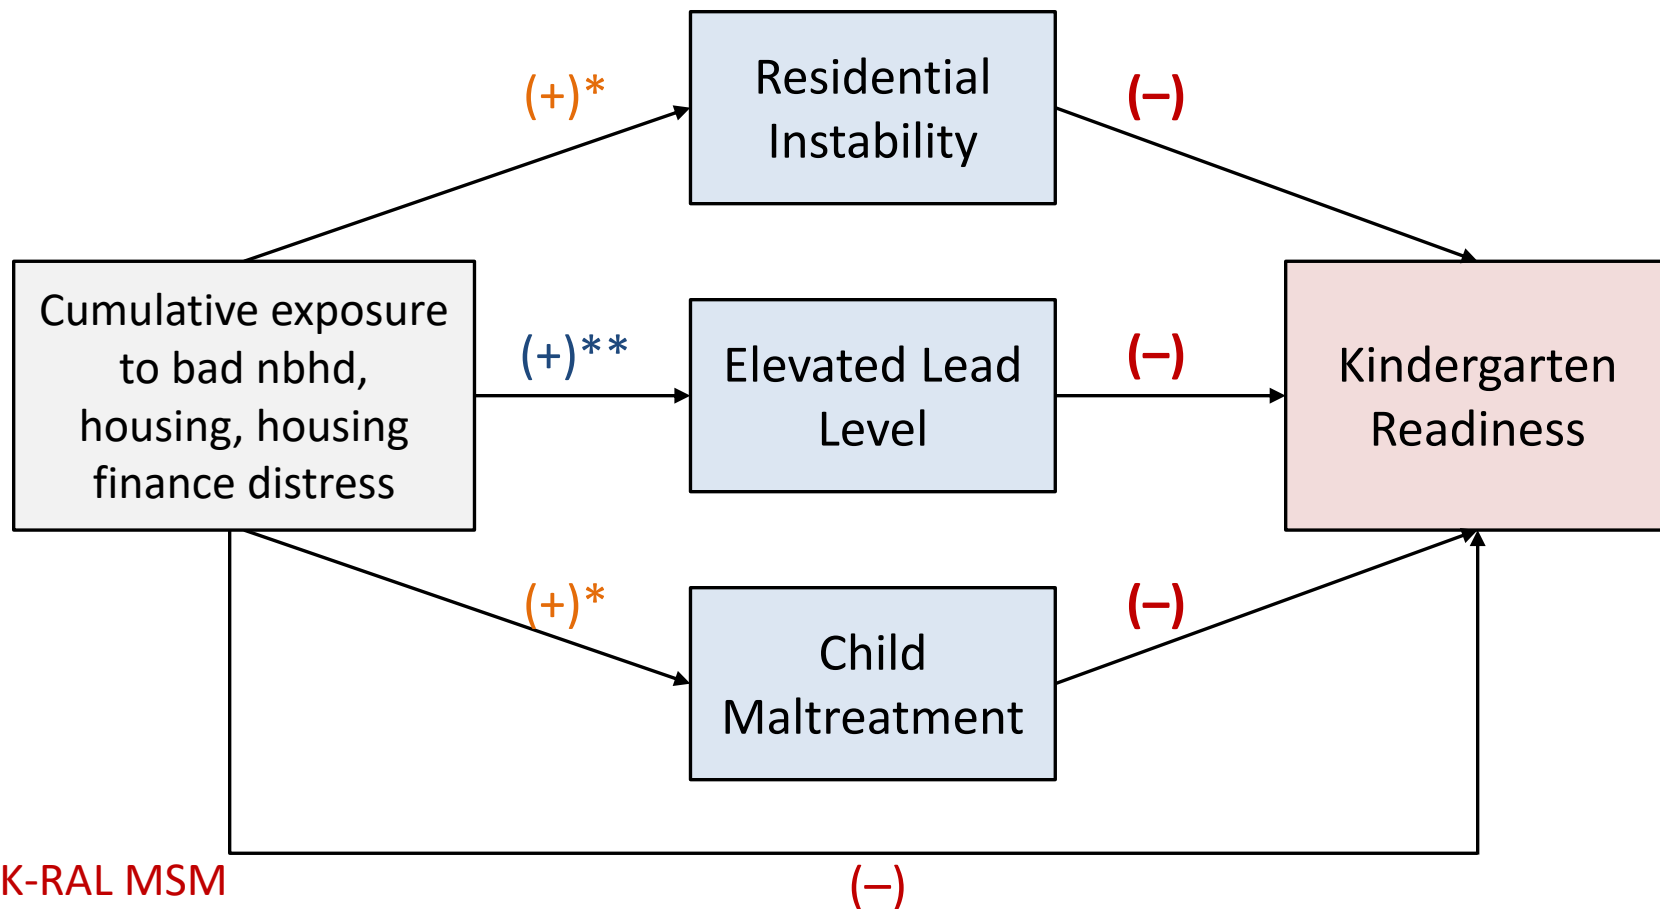 Residential
Instability
(+)*
(–)
Cumulative exposure
to bad nbhd,
housing, housing
finance distress
(+)**
Elevated Lead
Level
(–)
Kindergarten
Readiness
(+)*
Child
Maltreatment
(–)
K-RAL MSM
(–)